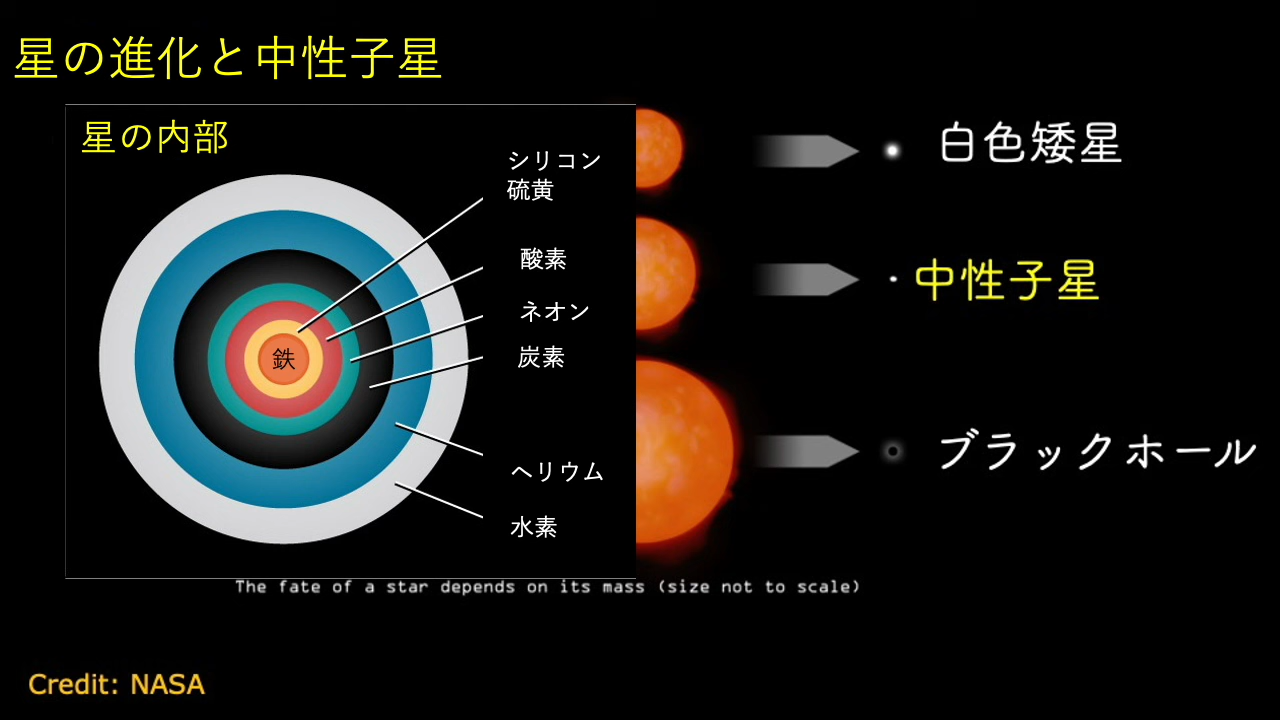 星の進化と中性子星
星の内部
シリコン
硫黄
酸素
ネオン
炭素
鉄
ヘリウム
水素
白色矮星
中性子星
ブラックホール
The fate of a star depends on its mass (size not to scale)
Credit: NASA